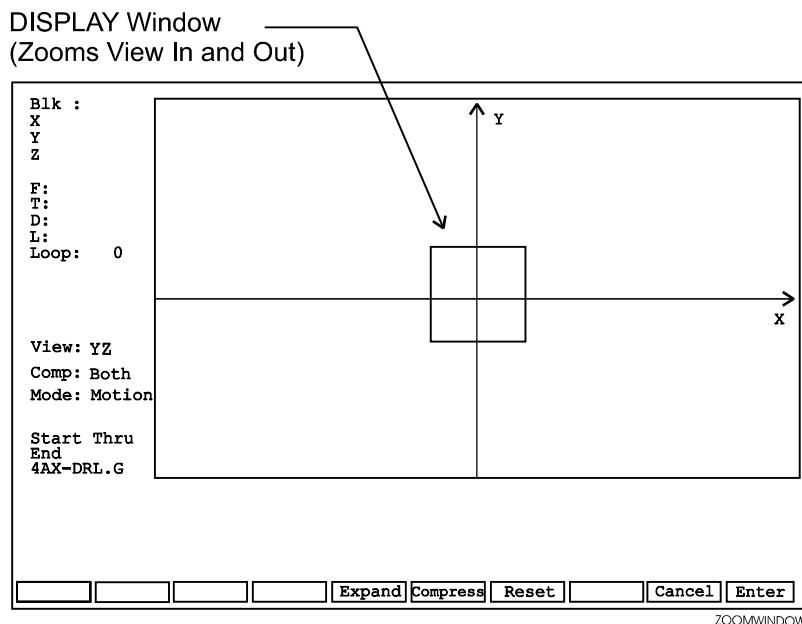 DISPLAY Window
(Zooms View In and Out)
Blk :
X
Y
Z
F:
T:
D:
L:
Loop: 0
Y
X
View: YZ
Comp: Both
Mode: Motion
Start Thru
End
4AX-DRL.G
Expand Compress Reset Cancel Enter
ZOOMWINDOW